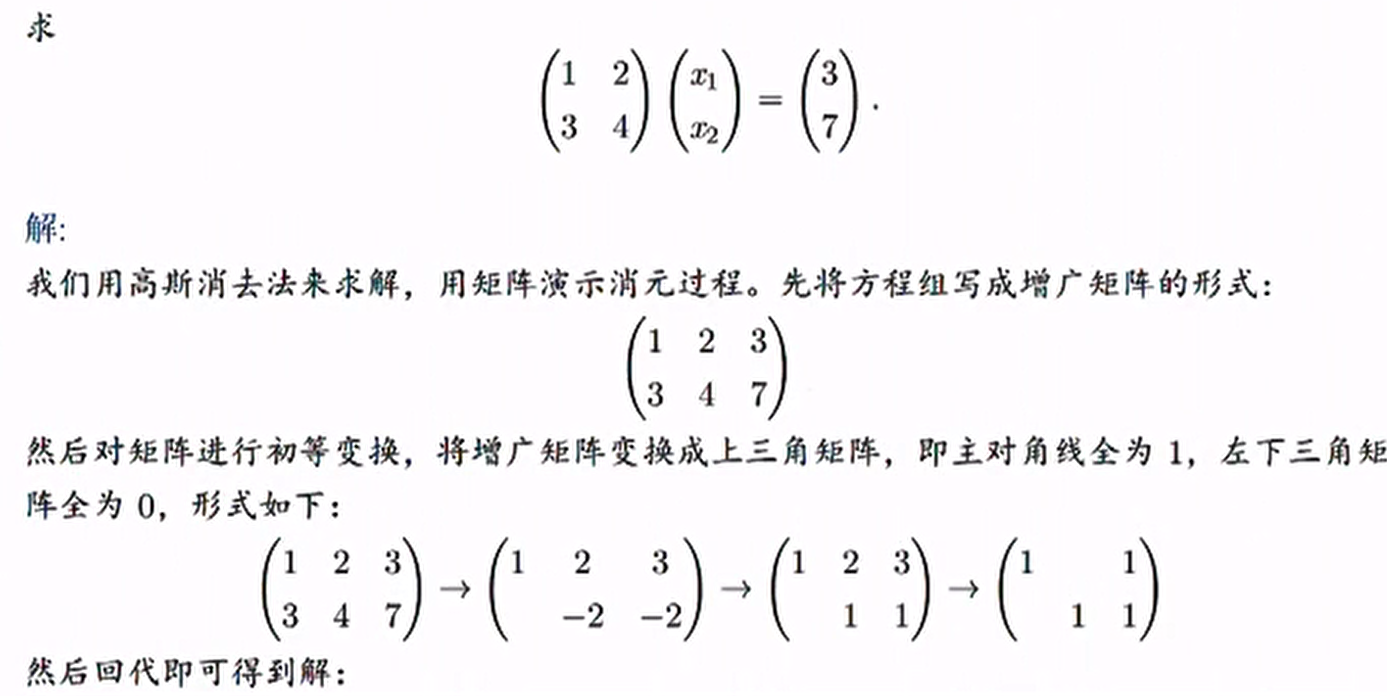 求
$$\begin{pmatrix} 1 & 2 \\ 3 & 4 \end{pmatrix} \begin{pmatrix} x_1 \\ x_2 \end{pmatrix} = \begin{pmatrix} 3 \\ 7 \end{pmatrix}.$$
解:
我们用高斯消去法来求解，用矩阵演示消元过程。先将方程组写成增广矩阵的形式：
$$\begin{pmatrix} 1 & 2 & 3 \\ 3 & 4 & 7 \end{pmatrix}$$
然后对矩阵进行初等变换，将增广矩阵变换成上三角矩阵，即主对角线全为 1，左下三角矩
阵全为 0，形式如下：
$$\begin{pmatrix} 1 & 2 & 3 \\ 3 & 4 & 7 \end{pmatrix} \to \begin{pmatrix} 1 & 2 & 3 \\ & -2 & -2 \end{pmatrix} \to \begin{pmatrix} 1 & 2 & 3 \\ & 1 & 1 \end{pmatrix} \to \begin{pmatrix} 1 & & 1 \\ & 1 & 1 \end{pmatrix}$$
然后回代即可得到解：